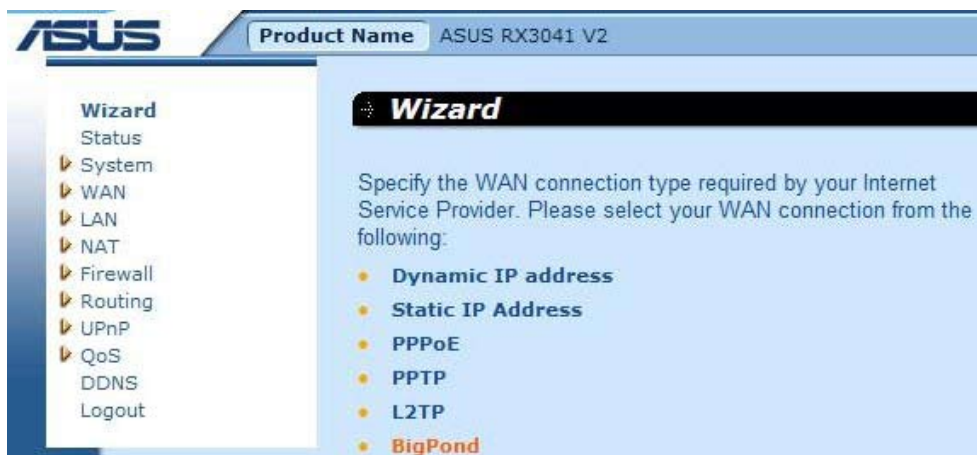 ASUS
Product Name ASUS RX3041 V2
Wizard
Status
System
WAN
LAN
NAT
Firewall
Routing
UPnP
QoS
DDNS
Logout
Wizard
Specify the WAN connection type required by your Internet
Service Provider. Please select your WAN connection from the
following:
Dynamic IP address
Static IP Address
PPPoE
PPTP
L2TP
BigPond